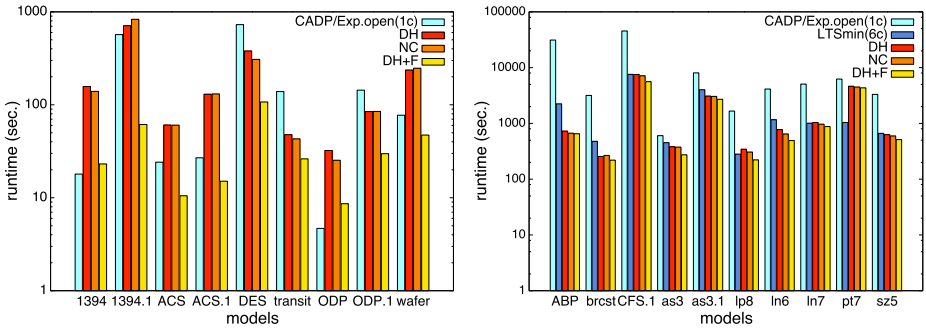 1000
100
10
1
runtime (sec.)
CADP/Exp.open(1c)
DH
NC
DH+F
1394 1394.1 ACS ACS.1 DES transit ODP ODP.1 wafer
models
100000
10000
1000
100
10
1
runtime (sec.)
CADP/Exp.open(1c)
LTSmin(6c)
DH
NC
DH+F
ABP brcst CFS.1 as3 as3.1 lp8 ln6 ln7 pt7 sz5
models